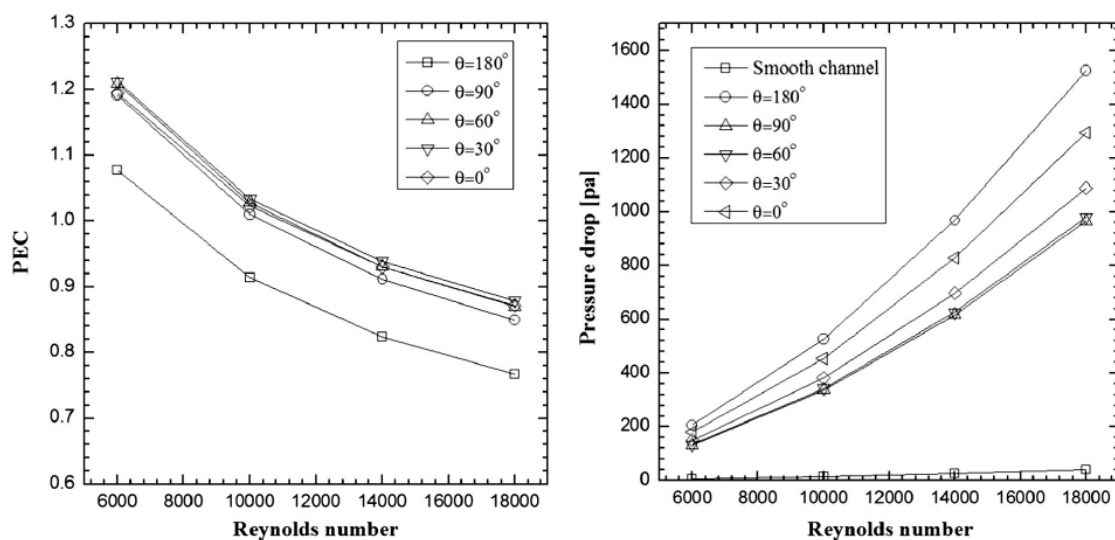 1.3
1.2
1.1
1.0
0.9
0.8
0.7
0.6
PEC
θ=180°
θ=90°
θ=60°
θ=30°
θ=0°
6000 8000 10000 12000 14000 16000 18000
Reynolds number
1600
1400
1200
1000
800
600
400
200
0
Pressure drop [pa]
Smooth channel
θ=180°
θ=90°
θ=60°
θ=30°
θ=0°
6000 8000 10000 12000 14000 16000 18000
Reynolds number